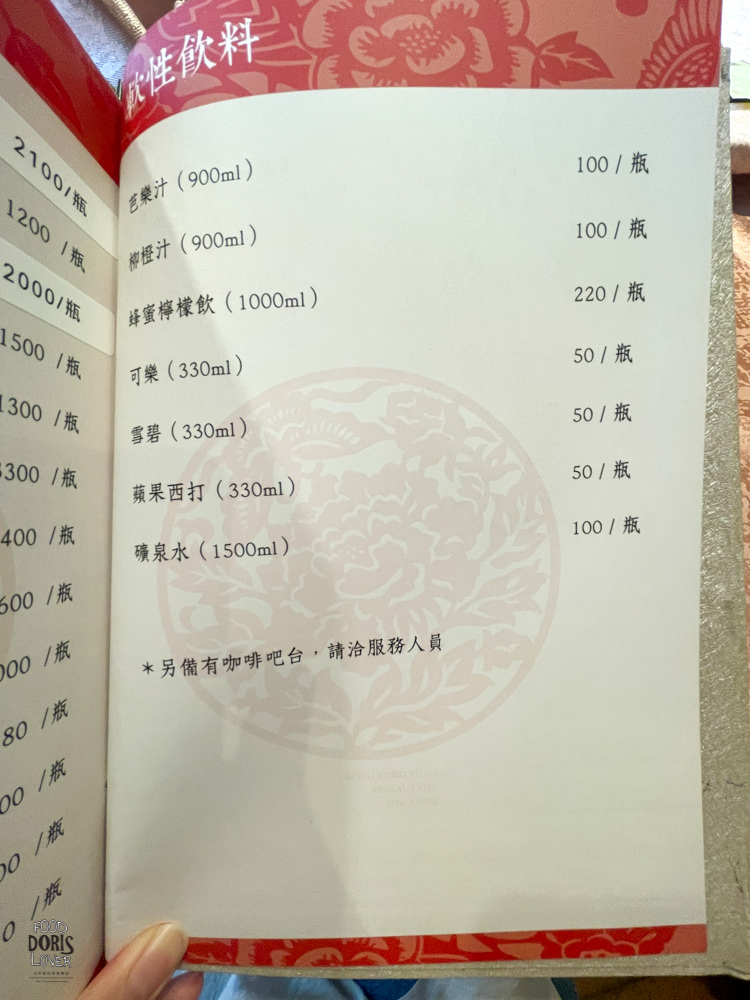 軟性飲料
芭樂汁（900ml） 100 / 瓶
柳橙汁（900ml） 100 / 瓶
蜂蜜檸檬飲（1000ml） 220 / 瓶
可樂（330ml） 50 / 瓶
雪碧（330ml） 50 / 瓶
蘋果西打（330ml） 50 / 瓶
礦泉水（1500ml） 100 / 瓶
＊另備有咖啡吧台，請洽服務人員
2100/瓶
1200 /瓶
2000/瓶
1500 /瓶
1300 /瓶
300 /瓶
400 /瓶
600 /瓶
000 /瓶
80 /瓶
00 /瓶
00 /瓶
0 /瓶
FOOD
DORIS
LOVER